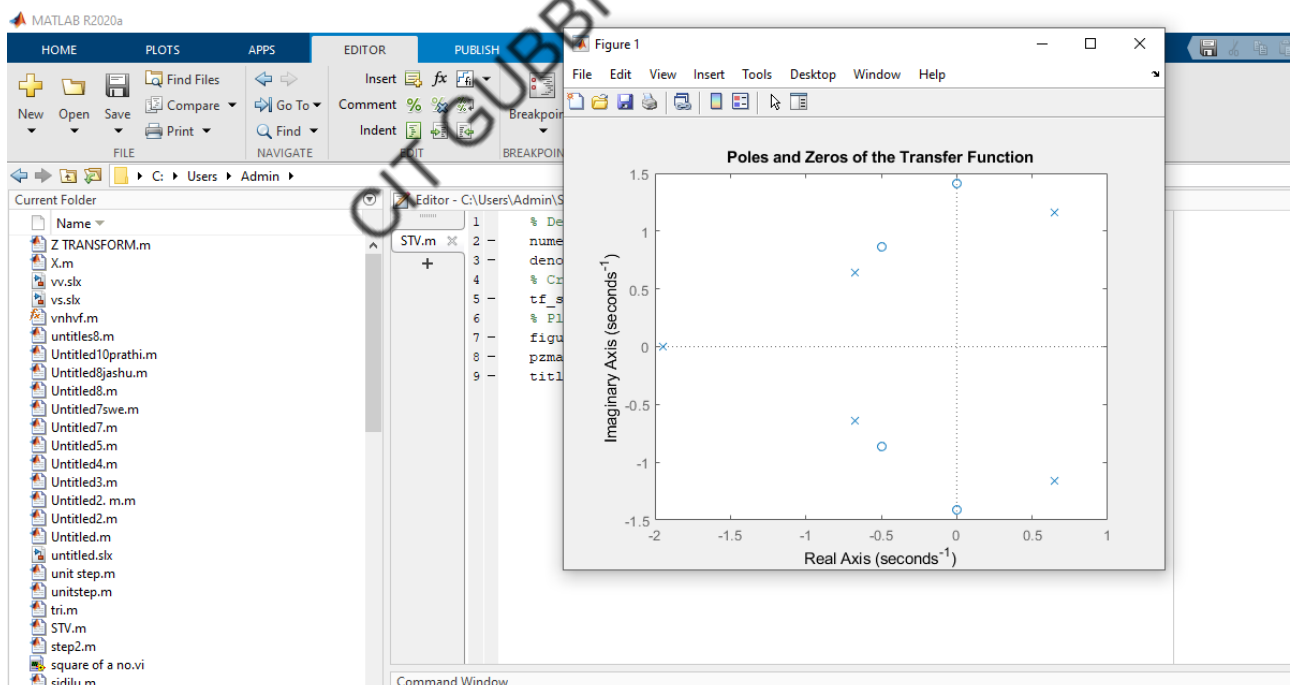 MATLAB R2020a
HOME PLOTS APPS EDITOR PUBLISH
New Open Save Find Files Compare Print
Go To Find
Insert fx
Comment
Indent
FILE NAVIGATE EDIT
C: Users Admin
Current Folder
Name
Z TRANSFORM.m
X.m
vv.slx
vs.slx
vnhvf.m
untitles8.m
Untitled10prathi.m
Untitled8jashu.m
Untitled8.m
Untitled7swe.m
Untitled7.m
Untitled5.m
Untitled4.m
Untitled3.m
Untitled2. m.m
Untitled2.m
Untitled.m
untitled.slx
unit step.m
unitstep.m
tri.m
STV.m
step2.m
square of a no.vi
sidilu.m
Editor - C:\Users\Admin\S
STV.m
+
1 % De
2 - nume
3 - deno
4 % Cr
5 - tf_s
6 % Pl
7 - figu
8 - pzma
9 - titl
Command Window
Figure 1
File Edit View Insert Tools Desktop Window Help
Poles and Zeros of the Transfer Function
1.5
1
0.5
0
-0.5
-1
-1.5
-2 -1.5 -1 -0.5 0 0.5 1
Imaginary Axis (seconds⁻¹)
Real Axis (seconds⁻¹)
CIT GUBB